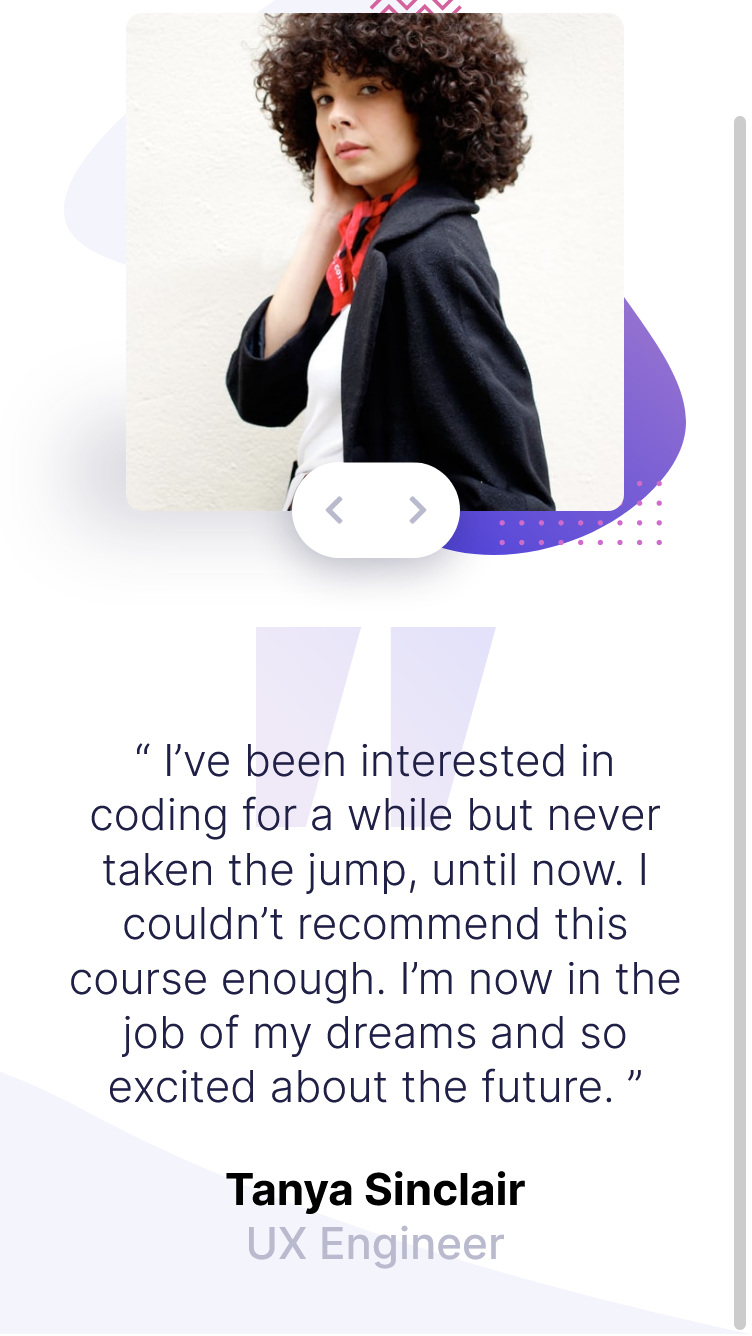 “ I’ve been interested in
coding for a while but never
taken the jump, until now. I
couldn’t recommend this
course enough. I’m now in the
job of my dreams and so
excited about the future. ”
Tanya Sinclair
UX Engineer